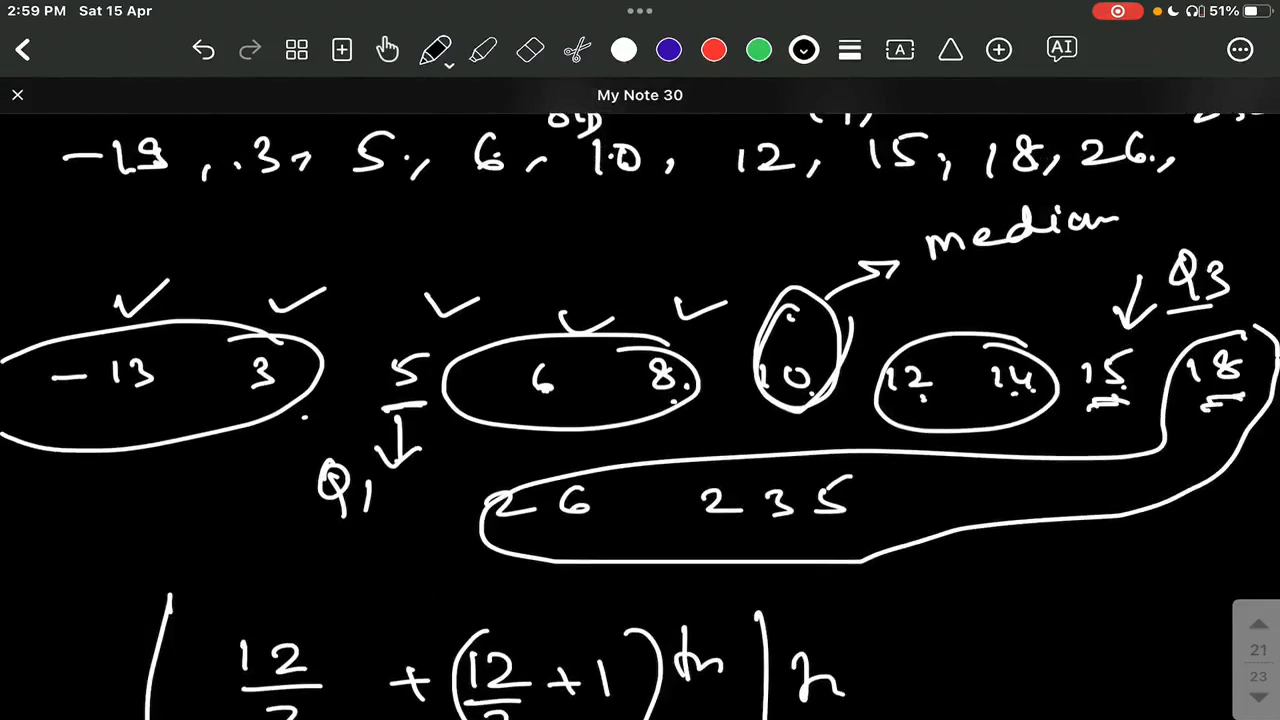 2:59 PM Sat 15 Apr
51%
A
AI
My Note 30
-13, 3, 5, 6, 10, 12, 15, 18, 26,
median
Q3
-13 3 5 6 8 10 12 14 15 18
Q1
26 235
21
23
12 + (12 + 1) th
2 2